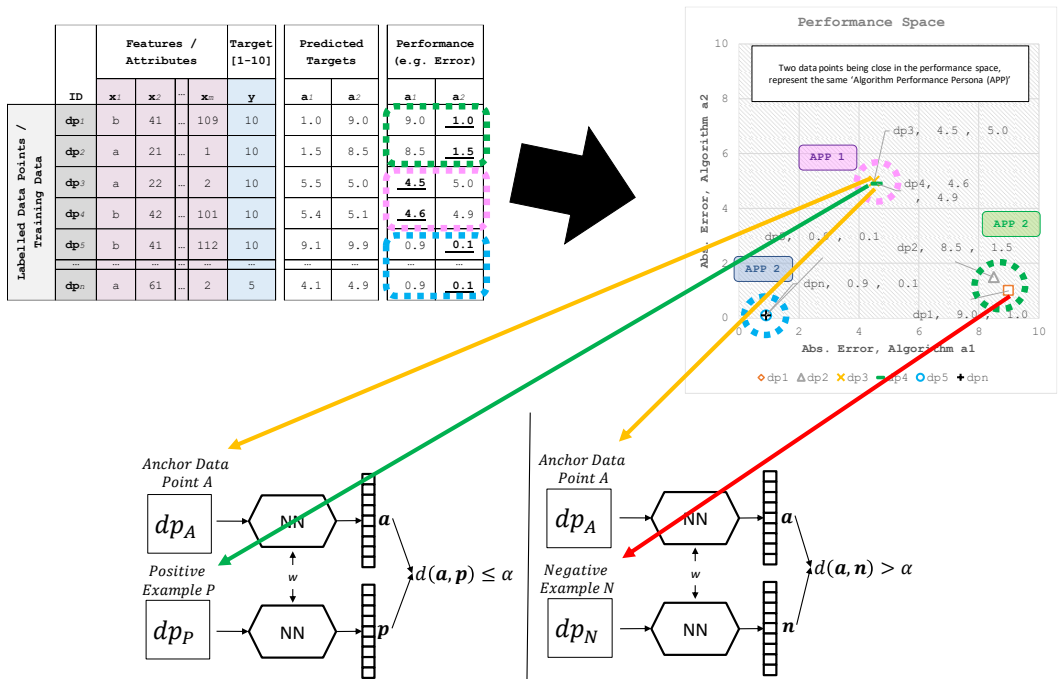 Features / Attributes
Target [1-10]
Predicted Targets
Performance (e.g. Error)
ID x1 x2 … xm y a1 a2 a1 a2
Labelled Data Points / Training Data
dp1 b 41 … 109 10 1.0 9.0 9.0 1.0
dp2 a 21 … 1 10 1.5 8.5 8.5 1.5
dp3 a 22 … 2 10 5.5 5.0 4.5 5.0
dp4 b 42 … 101 10 5.4 5.1 4.6 4.9
dp5 b 41 … 112 10 9.1 9.9 0.9 0.1
… … … … … … … … … …
dpn a 61 … 2 5 4.1 4.9 0.9 0.1
Performance Space
Two data points being close in the performance space,
represent the same 'Algorithm Performance Persona (APP)'
Abs. Error, Algorithm a2
10
8
6
4
2
0
dp3, 4.5 , 5.0
APP 1
dp4, 4.6
, 4.9
APP 2
dp2, 8.5 , 1.5
, 0.1
APP 2
dpn, 0.9 , 0.1
dp1, 9.0 , 1.0
0 2 4 6 8 10
Abs. Error, Algorithm a1
dp1 dp2 dp3 dp4 dp5 dpn
Anchor Data
Point A
dpA
NN
a
w
d(a, p) ≤ α
Positive
Example P
dpP
NN
p
Anchor Data
Point A
dpA
NN
a
w
d(a, n) > α
Negative
Example N
dpN
NN
n